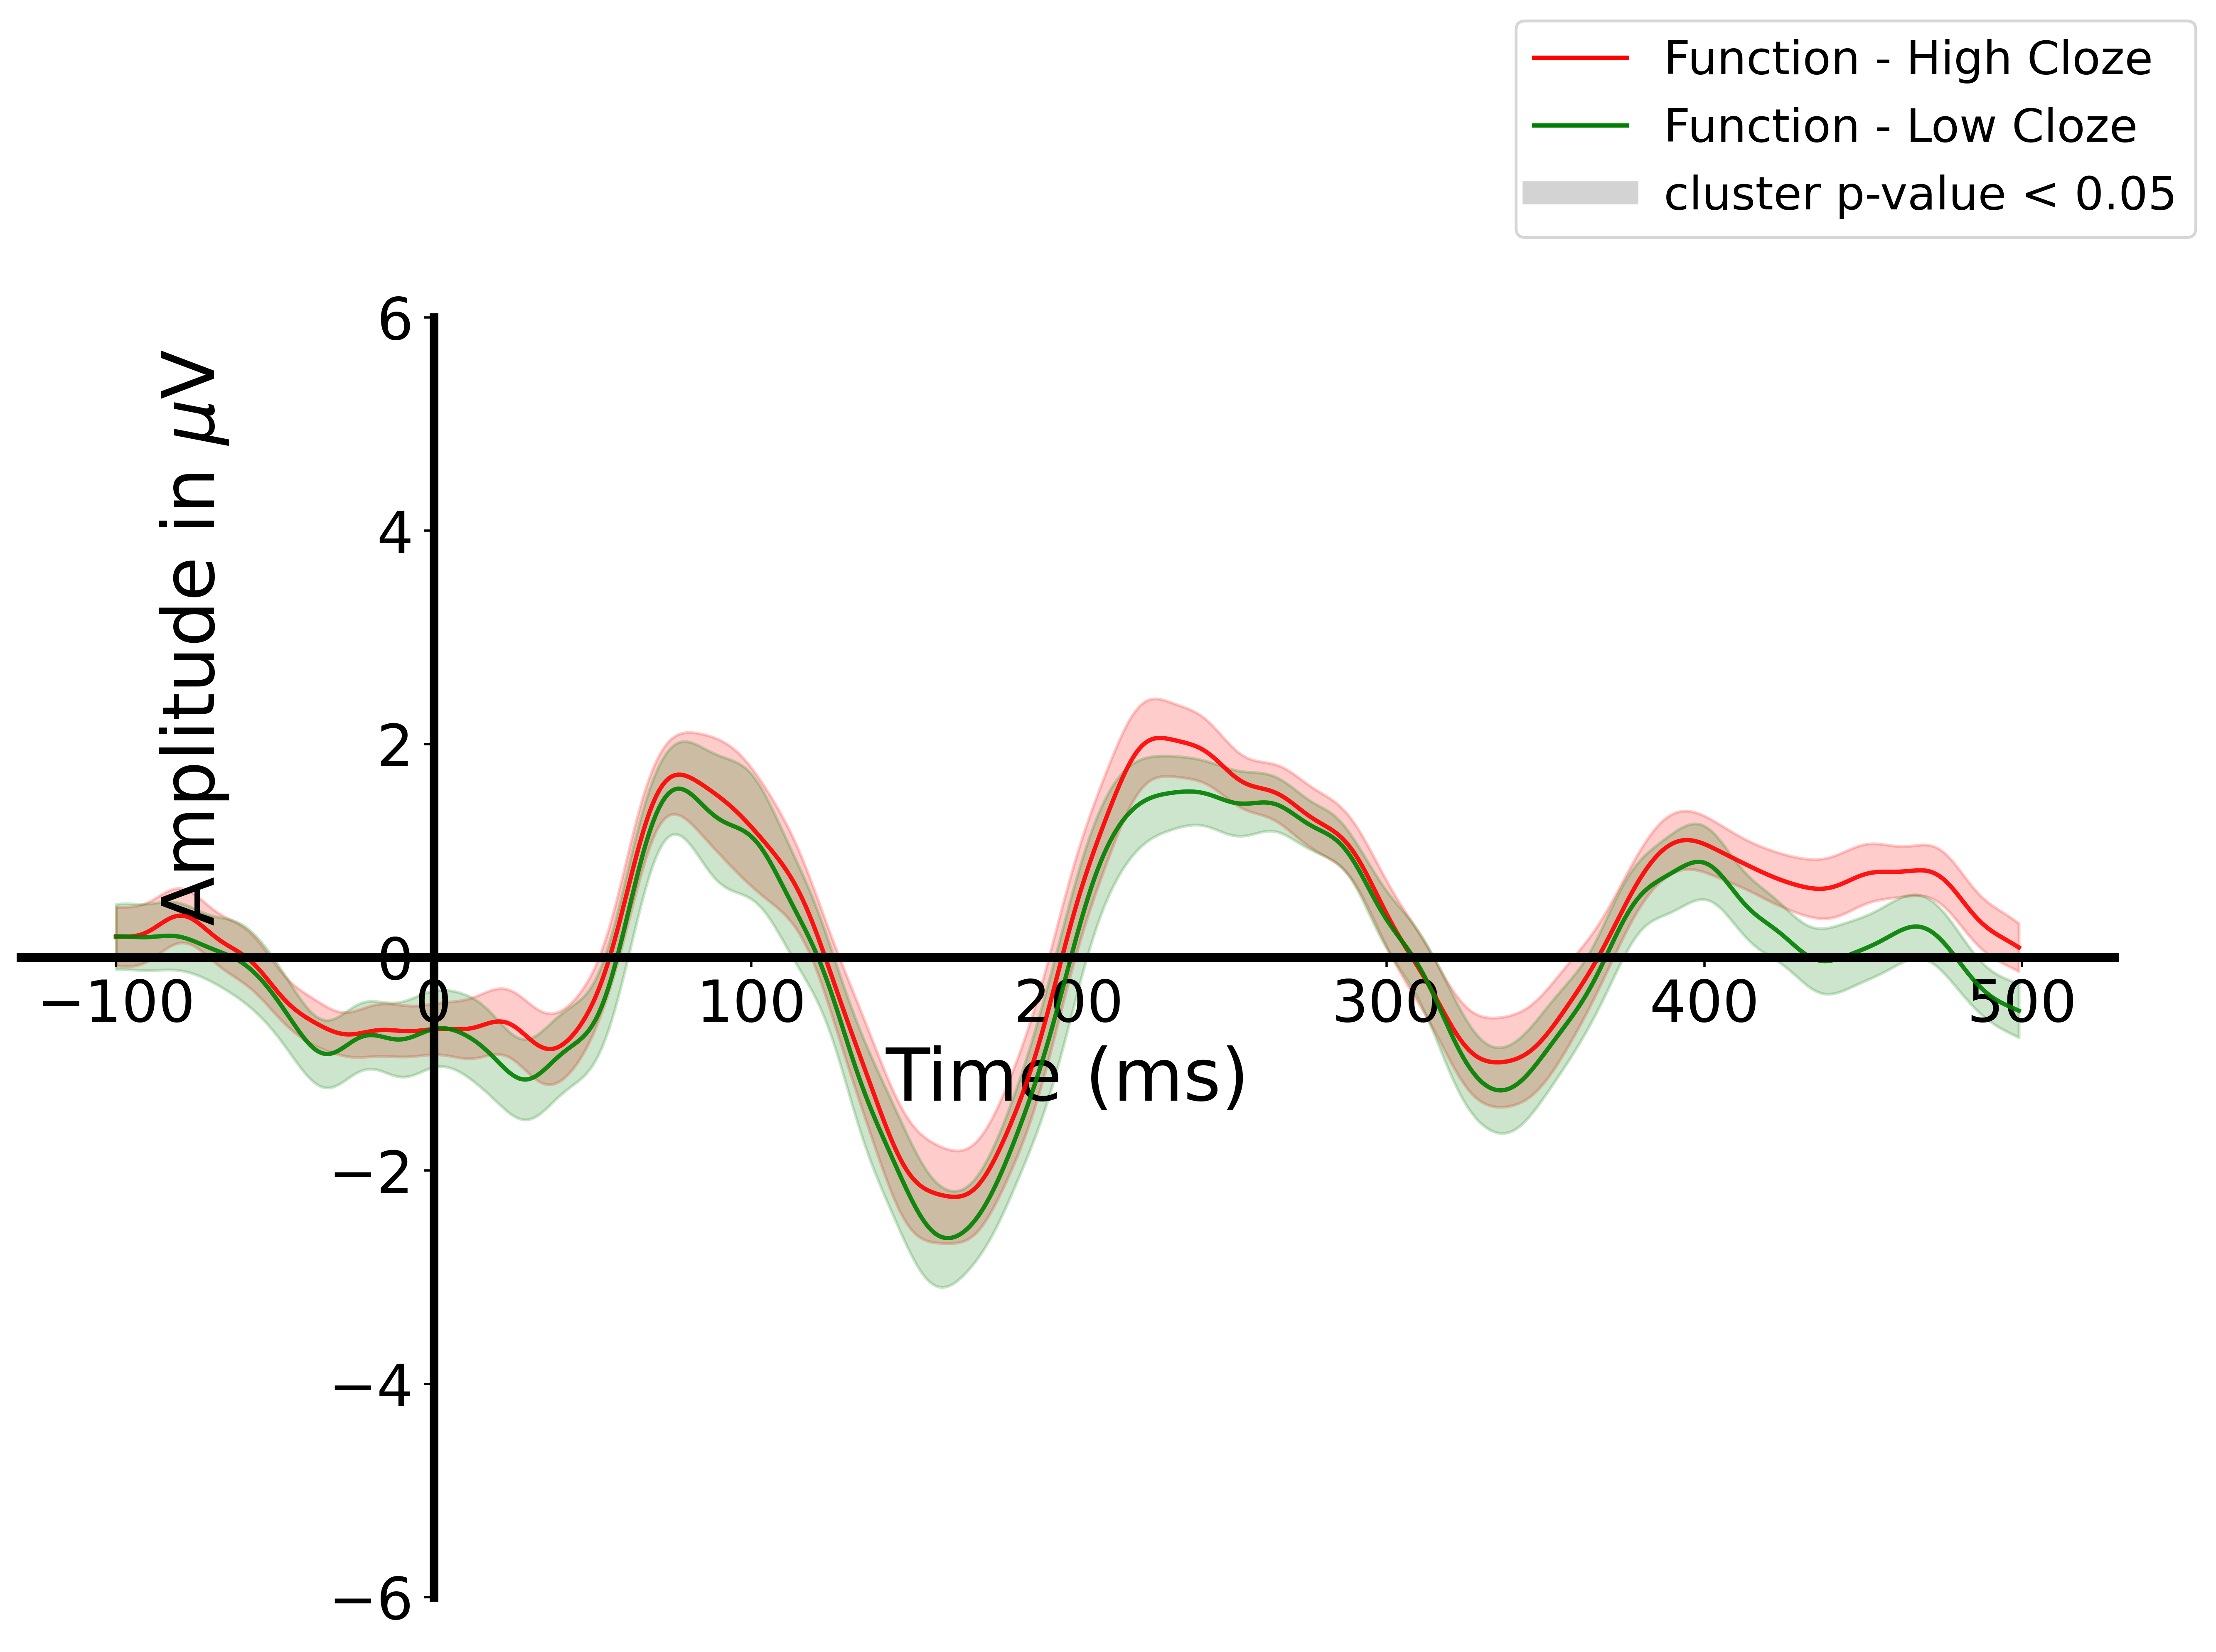 Function - High Cloze
Function - Low Cloze
cluster p-value < 0.05
Amplitude in μV
6
4
2
0
−2
−4
−6
−100
0
100
200
300
400
500
Time (ms)